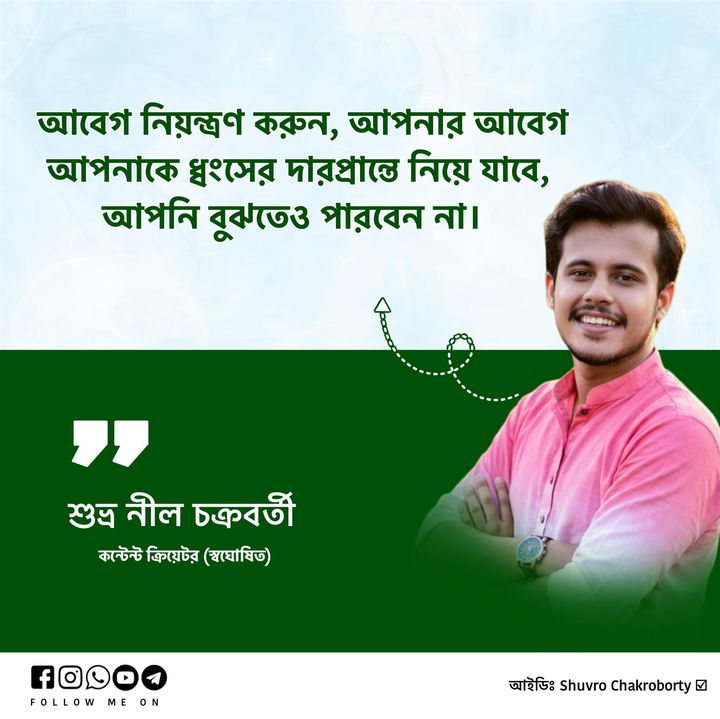 আবেগ নিয়ন্ত্রণ করুন, আপনার আবেগ
আপনাকে ধ্বংসের দারপ্রান্তে নিয়ে যাবে,
আপনি বুঝতেও পারবেন না।
শুভ্র নীল চক্রবর্তী
কন্টেন্ট ক্রিয়েটর (স্বঘোষিত)
FOLLOW ME ON
আইডিঃ Shuvro Chakroborty ☑